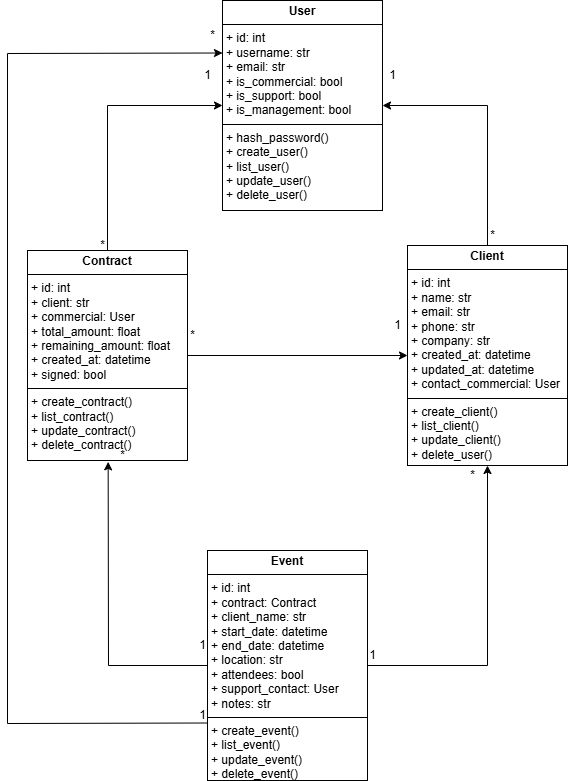 User
+ id: int
+ username: str
+ email: str
+ is_commercial: bool
+ is_support: bool
+ is_management: bool
+ hash_password()
+ create_user()
+ list_user()
+ update_user()
+ delete_user()
*
1
1
*
*
Contract
+ id: int
+ client: str
+ commercial: User
+ total_amount: float
+ remaining_amount: float
+ created_at: datetime
+ signed: bool
+ create_contract()
+ list_contract()
+ update_contract()
+ delete_contract()
*
*
1
Client
+ id: int
+ name: str
+ email: str
+ phone: str
+ company: str
+ created_at: datetime
+ updated_at: datetime
+ contact_commercial: User
+ create_client()
+ list_client()
+ update_client()
+ delete_user()
*
Event
+ id: int
+ contract: Contract
+ client_name: str
+ start_date: datetime
+ end_date: datetime
+ location: str
+ attendees: bool
+ support_contact: User
+ notes: str
+ create_event()
+ list_event()
+ update_event()
+ delete_event()
1
1
1